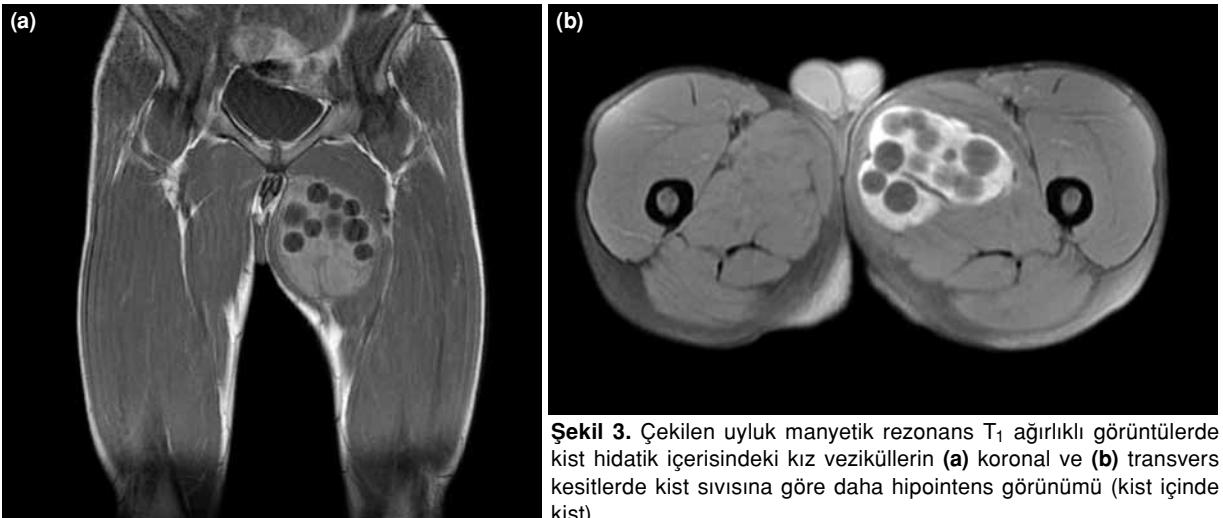 (a)
(b)
Şekil 3. Çekilen uyluk manyetik rezonans T₁ ağırlıklı görüntülerde
kist hidatik içerisindeki kız veziküllerin (a) koronal ve (b) transvers
kesitlerde kist sıvısına göre daha hipointens görünümü (kist içinde
kist).